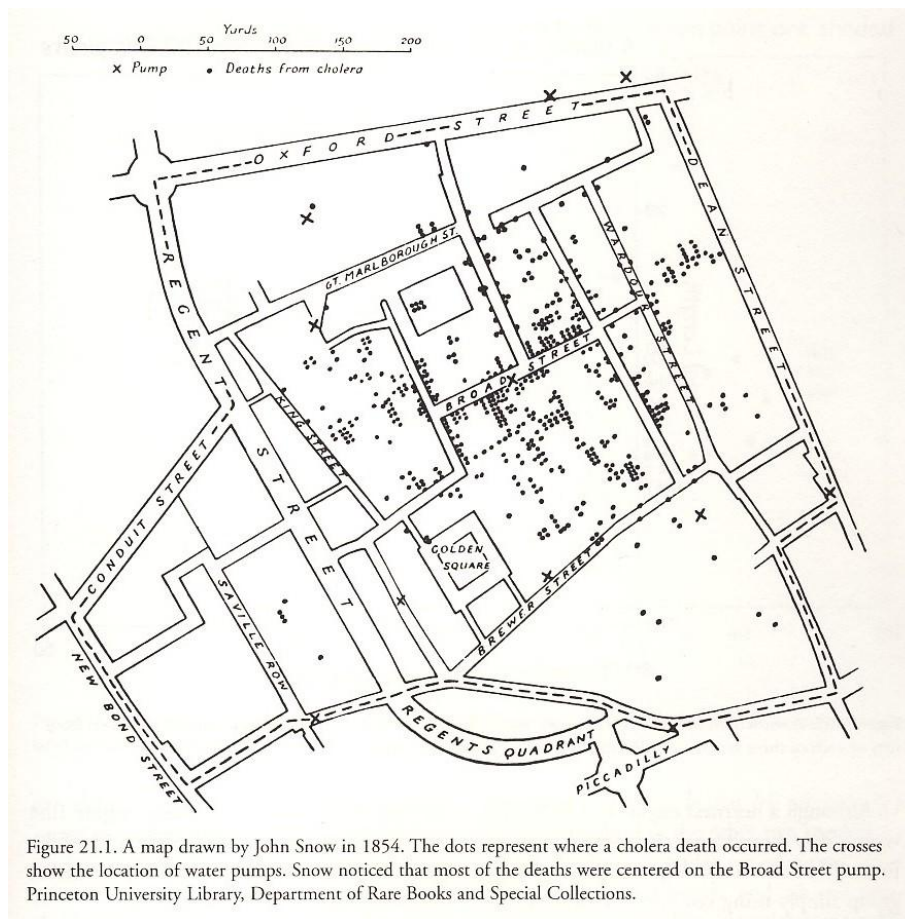 Yards
50 0 50 100 150 200
x Pump • Deaths from cholera
OXFORD STREET
DEAN STREET
REGENT STREET
GT. MARLBOROUGH ST.
WARDOUR STREET
BROAD STREET
KING STREET
CONDUIT STREET
GOLDEN
SQUARE
BREWER STREET
SAVILLE ROW
NEW BOND STREET
REGENTS QUADRANT
PICCADILLY
Figure 21.1. A map drawn by John Snow in 1854. The dots represent where a cholera death occurred. The crosses
show the location of water pumps. Snow noticed that most of the deaths were centered on the Broad Street pump.
Princeton University Library, Department of Rare Books and Special Collections.